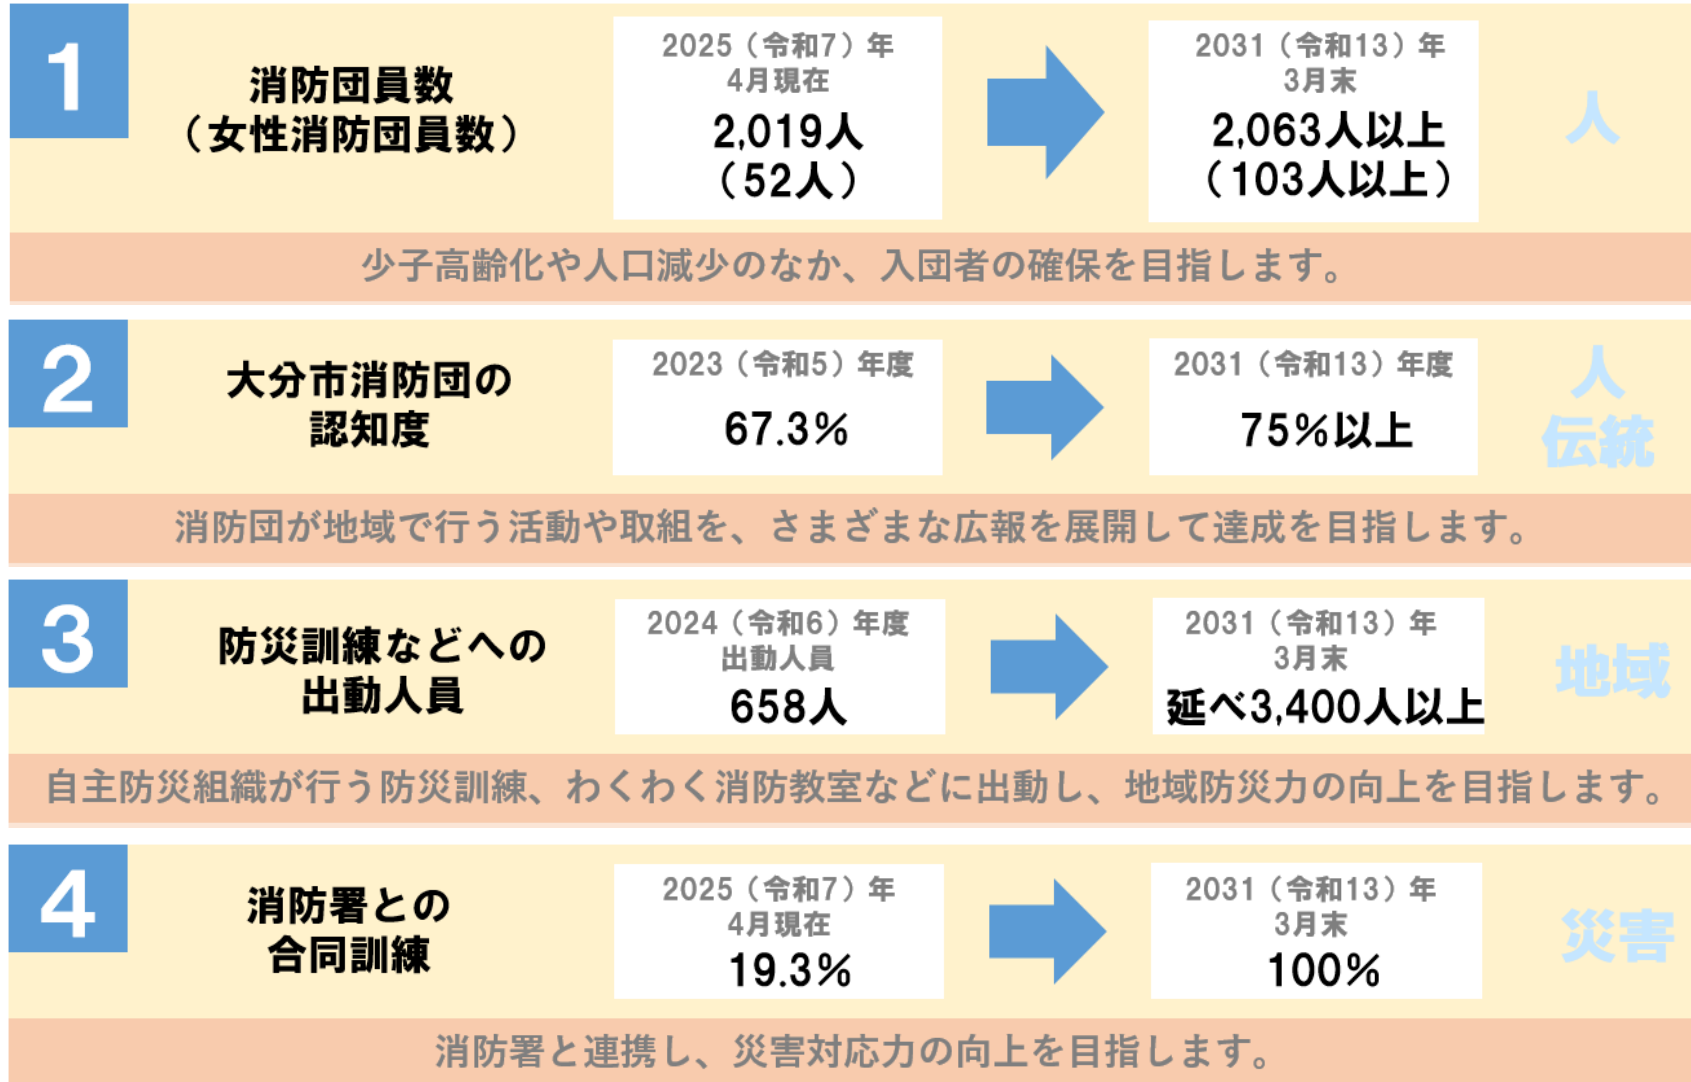 1
消防団員数
（女性消防団員数）
2025（令和7）年
4月現在
2,019人
（52人）
2031（令和13）年
3月末
2,063人以上
（103人以上）
人
少子高齢化や人口減少のなか、入団者の確保を目指します。
2
大分市消防団の
認知度
2023（令和5）年度
67.3%
2031（令和13）年度
75%以上
人
伝統
消防団が地域で行う活動や取組を、さまざまな広報を展開して達成を目指します。
3
防災訓練などへの
出動人員
2024（令和6）年度
出動人員
658人
2031（令和13）年
3月末
延べ3,400人以上
地域
自主防災組織が行う防災訓練、わくわく消防教室などに出動し、地域防災力の向上を目指します。
4
消防署との
合同訓練
2025（令和7）年
4月現在
19.3%
2031（令和13）年
3月末
100%
災害
消防署と連携し、災害対応力の向上を目指します。